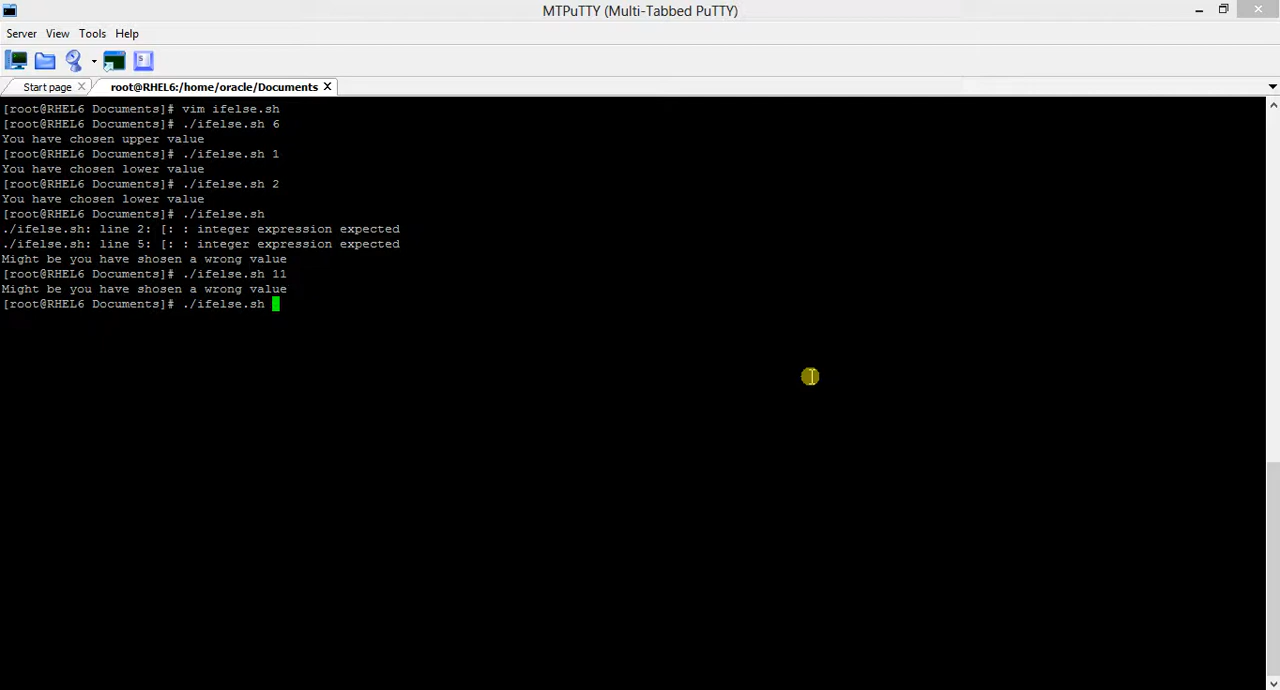 MTPuTTY (Multi-Tabbed PuTTY)
Server View Tools Help
Start page root@RHEL6:/home/oracle/Documents
[root@RHEL6 Documents]# vim ifelse.sh
[root@RHEL6 Documents]# ./ifelse.sh 6
You have chosen upper value
[root@RHEL6 Documents]# ./ifelse.sh 1
You have chosen lower value
[root@RHEL6 Documents]# ./ifelse.sh 2
You have chosen lower value
[root@RHEL6 Documents]# ./ifelse.sh
./ifelse.sh: line 2: [: : integer expression expected
./ifelse.sh: line 5: [: : integer expression expected
Might be you have shosen a wrong value
[root@RHEL6 Documents]# ./ifelse.sh 11
Might be you have shosen a wrong value
[root@RHEL6 Documents]# ./ifelse.sh